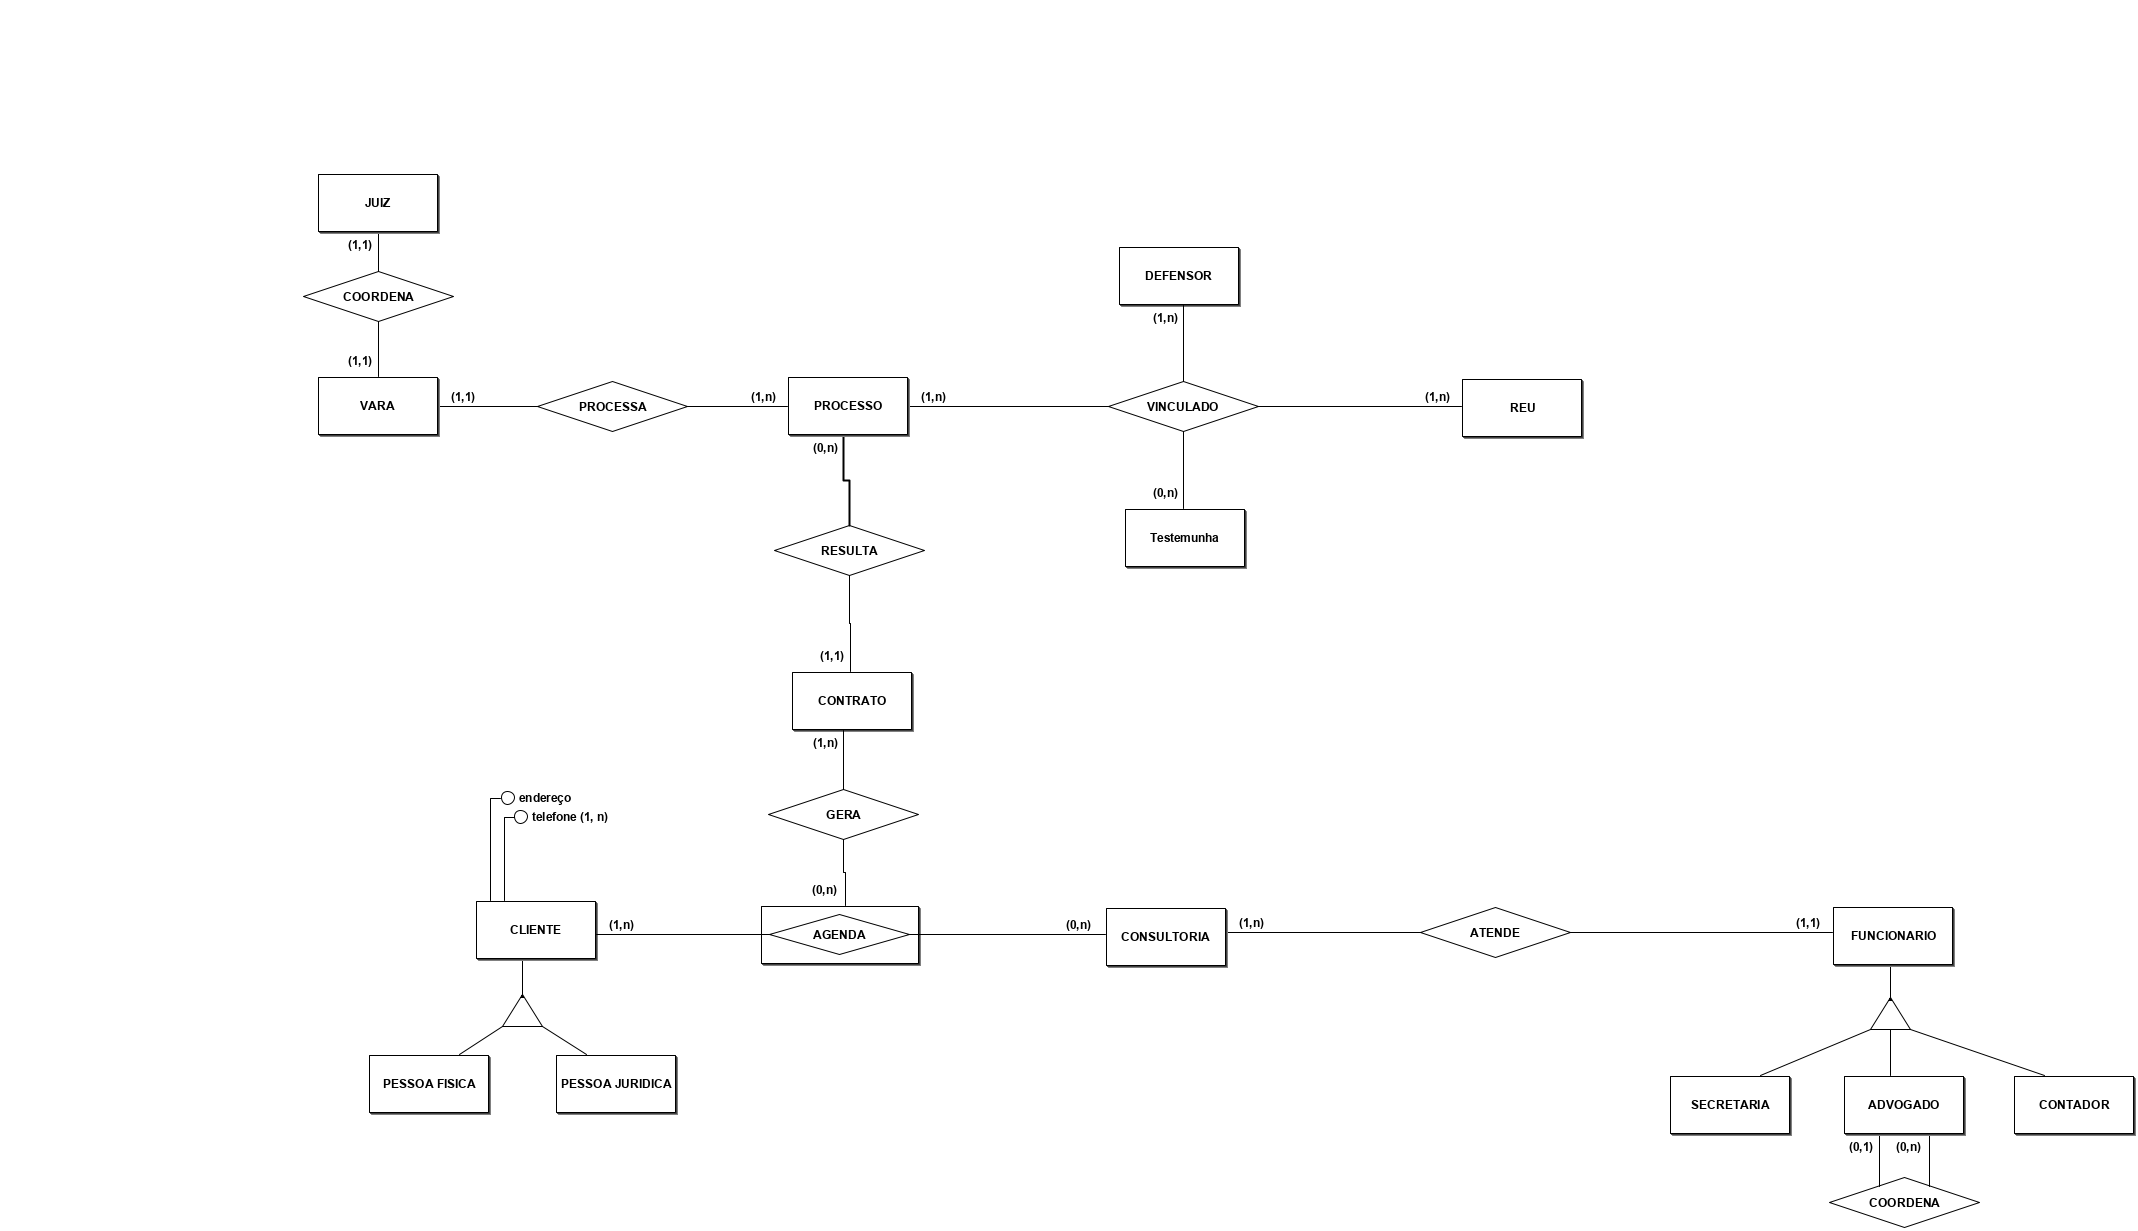 JUIZ
(1,1)
COORDENA
(1,1)
VARA
(1,1)
PROCESSA
(1,n)
PROCESSO
(1,n)
VINCULADO
(1,n)
REU
DEFENSOR
(1,n)
(0,n)
Testemunha
(0,n)
RESULTA
(1,1)
CONTRATO
(1,n)
GERA
(0,n)
endereço
telefone (1, n)
CLIENTE
(1,n)
AGENDA
(0,n)
CONSULTORIA
(1,n)
ATENDE
(1,1)
FUNCIONARIO
PESSOA FISICA
PESSOA JURIDICA
SECRETARIA
ADVOGADO
CONTADOR
(0,1)
(0,n)
COORDENA